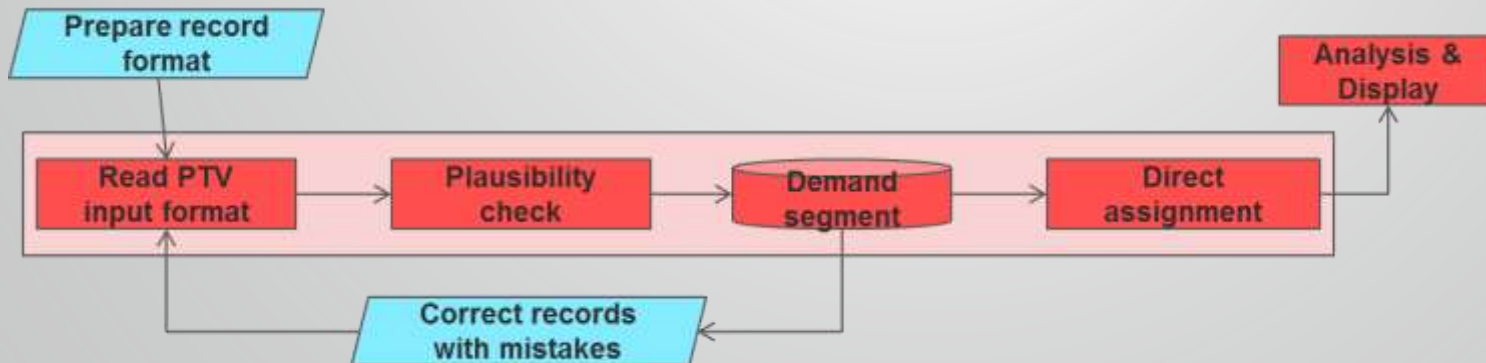 Prepare record
format
Analysis &
Display
Read PTV
input format
Plausibility
check
Demand
segment
Direct
assignment
Correct records
with mistakes